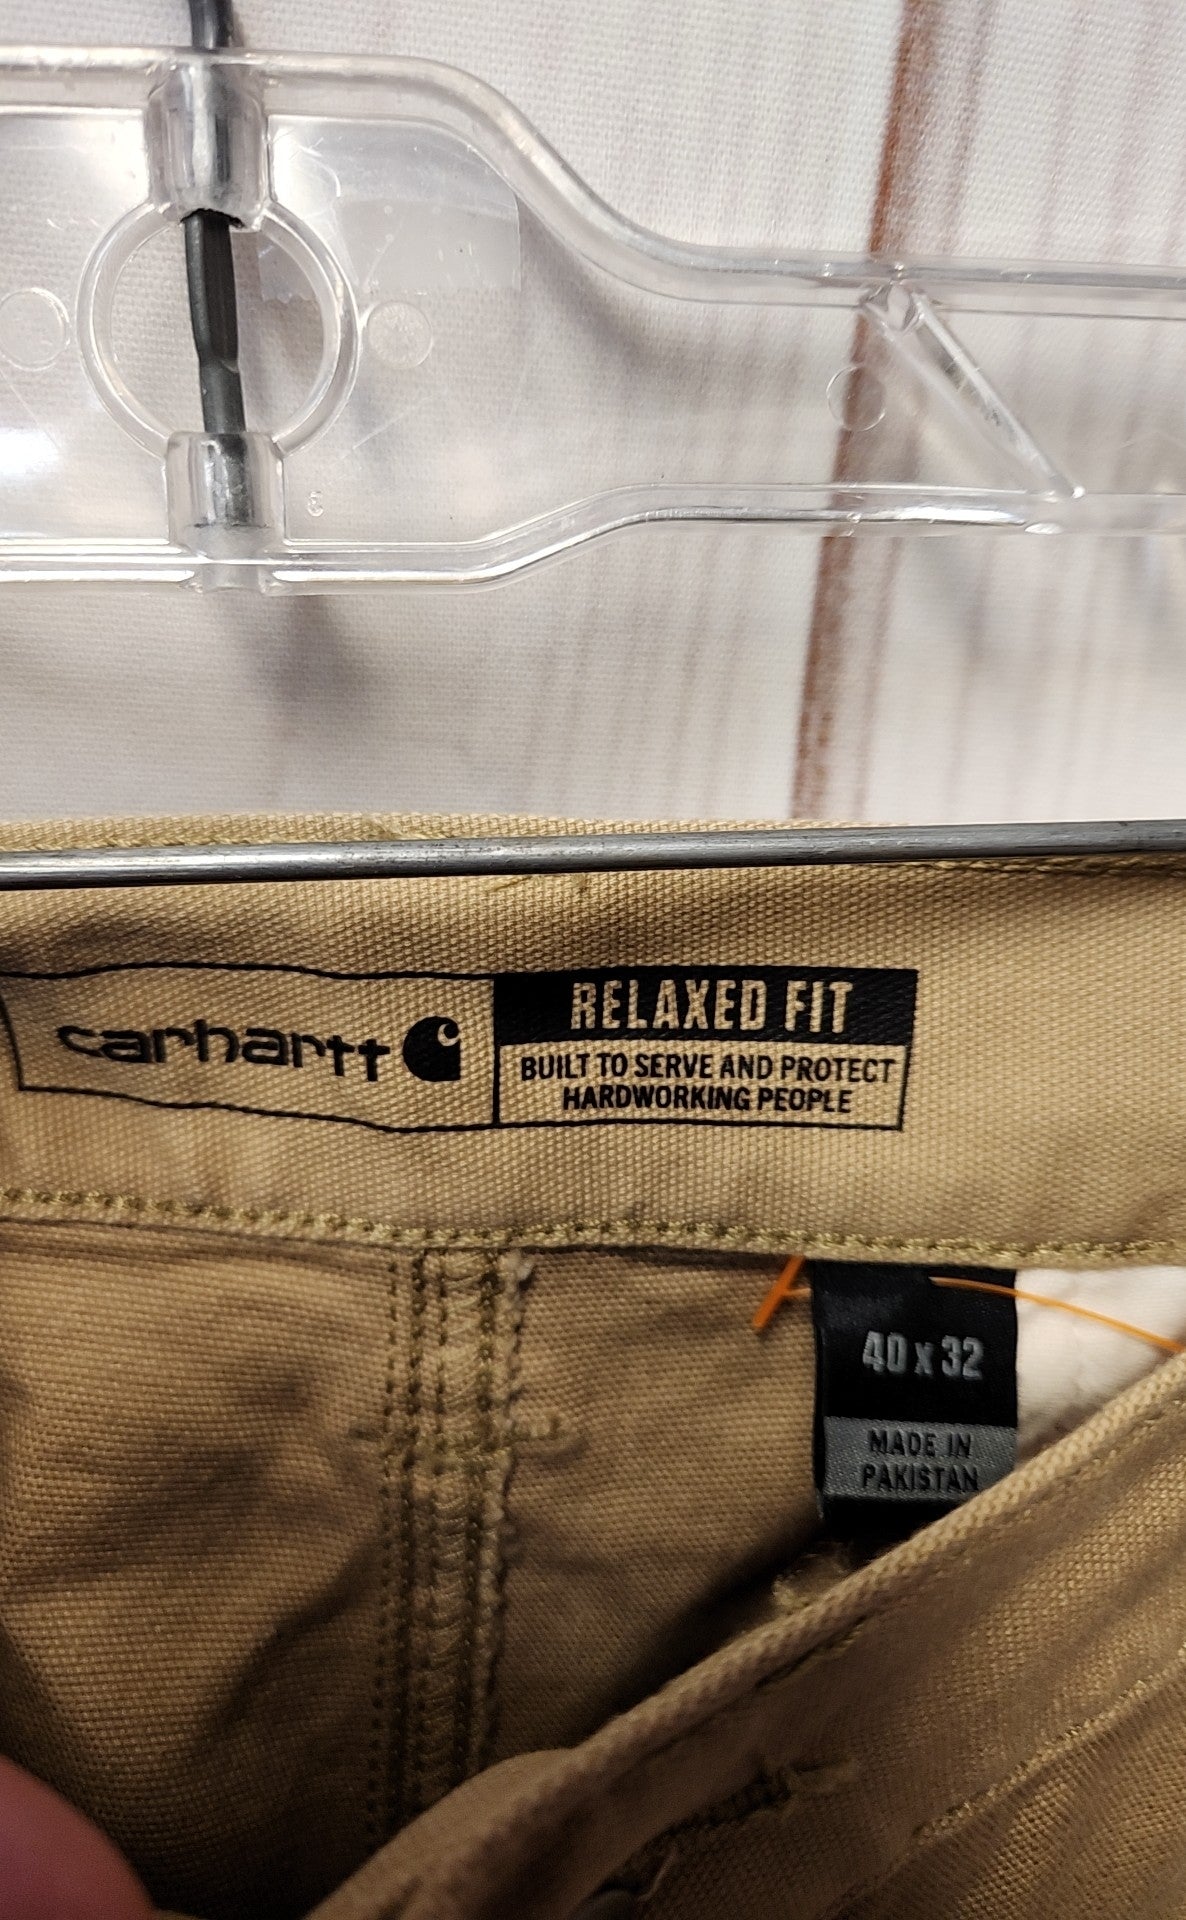 carhartt
RELAXED FIT
BUILT TO SERVE AND PROTECT
HARDWORKING PEOPLE
40 x 32
MADE IN
PAKISTAN